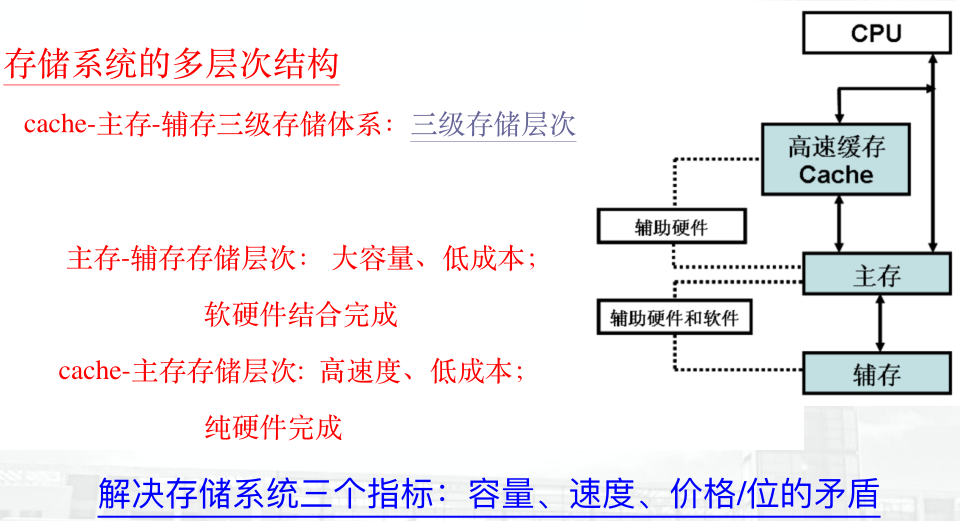 存储系统的多层次结构
cache-主存-辅存三级存储体系：三级存储层次
主存-辅存存储层次： 大容量、低成本；
软硬件结合完成
cache-主存存储层次: 高速度、低成本；
纯硬件完成
解决存储系统三个指标：容量、速度、价格/位的矛盾
CPU
高速缓存
Cache
辅助硬件
主存
辅助硬件和软件
辅存